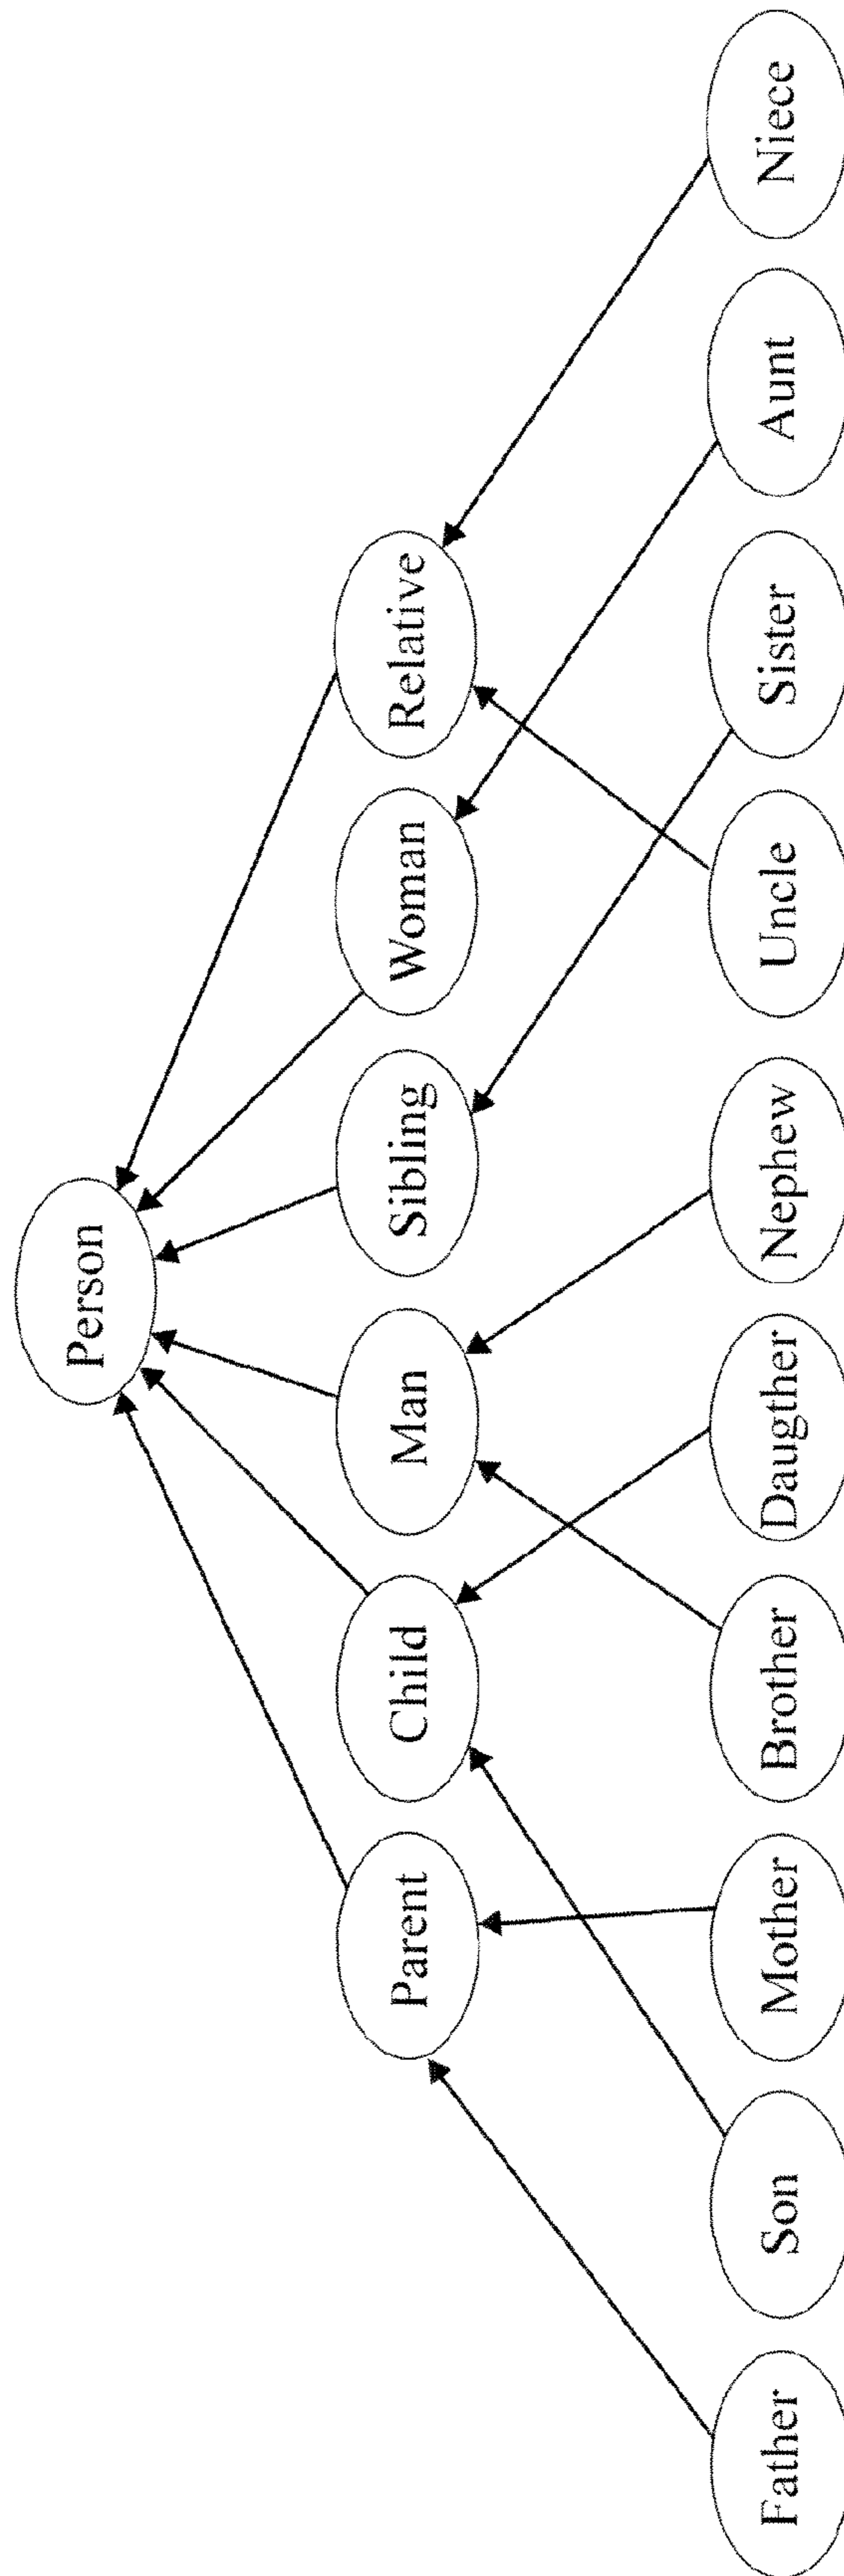 Person
Parent
Child
Man
Sibling
Woman
Relative
Father
Son
Mother
Brother
Daugther
Nephew
Uncle
Sister
Aunt
Niece